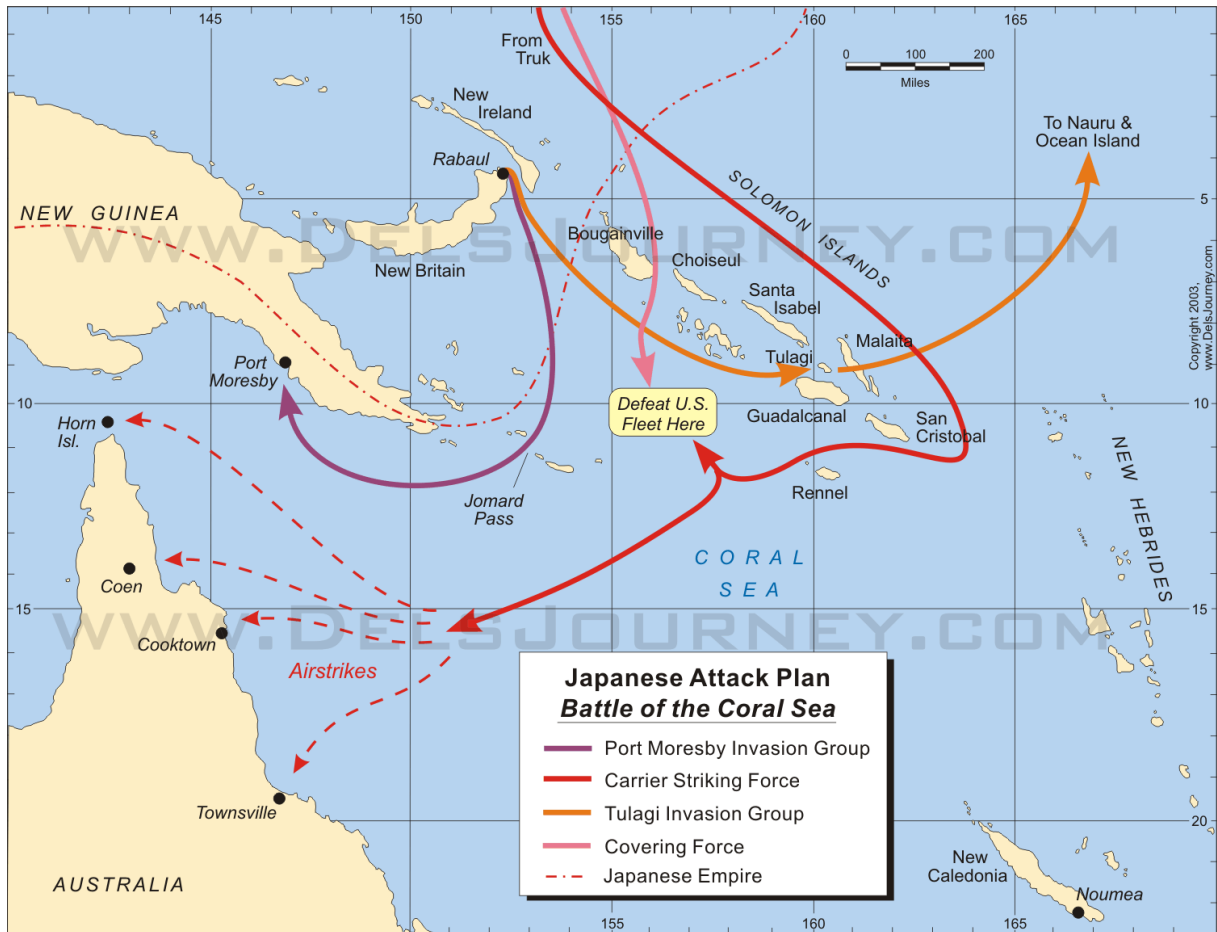 145 150 155 160 165
From
Truk
0 100 200
Miles
New
Ireland
To Nauru &
Ocean Island
Rabaul
SOLOMON ISLANDS
5
NEW GUINEA
www.DelsJourney.com
Bougainville
New Britain
Choiseul
Santa
Isabel
Copyright 2003,
www.DelsJourney.com
Malaita
Tulagi
Port
Moresby
10
Defeat U.S.
Fleet Here
10
Guadalcanal
San
Cristobal
Horn
Isl.
Rennel
Jomard
Pass
NEW HEBRIDES
CORAL
SEA
Coen
15
15
www.DelsJourney.com
Cooktown
Airstrikes
Japanese Attack Plan
Battle of the Coral Sea
Port Moresby Invasion Group
Carrier Striking Force
Tulagi Invasion Group
Covering Force
Japanese Empire
Townsville
20
New
Caledonia
Noumea
AUSTRALIA
145 150 155 160 165